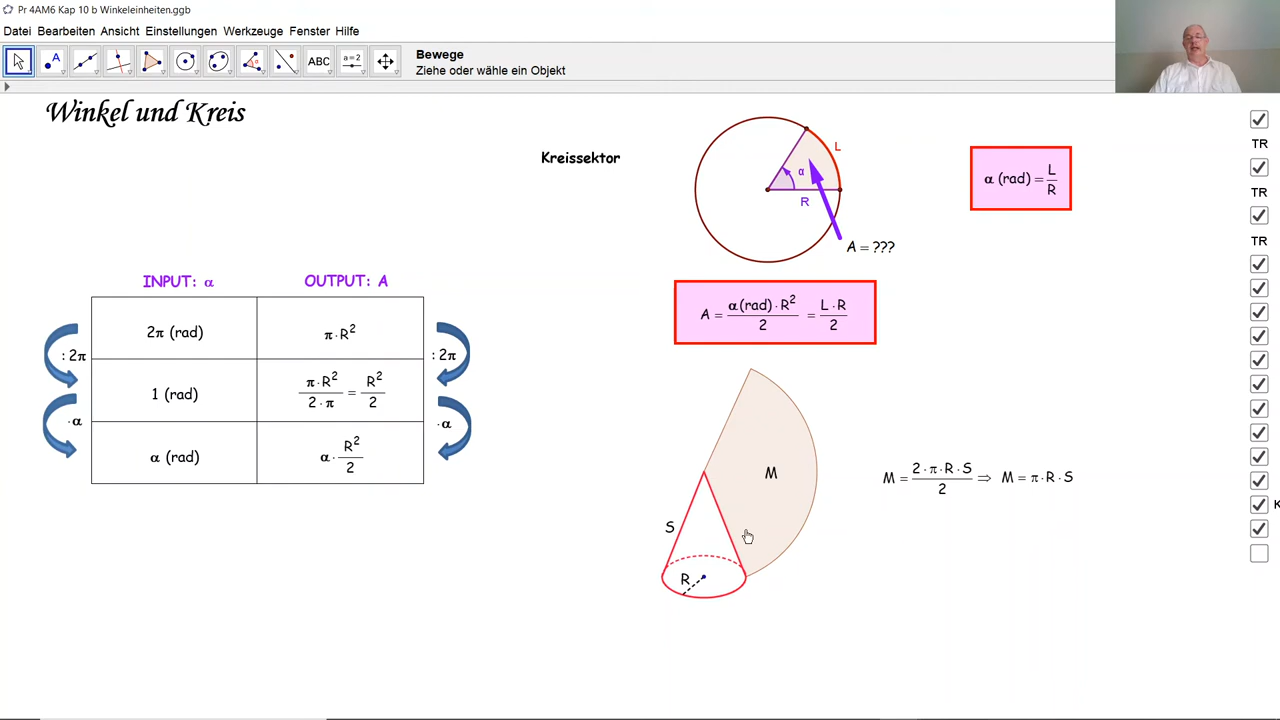 Pr 4AM6 Kap 10 b Winkeleinheiten.ggb
Datei Bearbeiten Ansicht Einstellungen Werkzeuge Fenster Hilfe
A
ABC
a=2
Bewege
Ziehe oder wähle ein Objekt
Winkel und Kreis
Kreissektor
L
α
R
A = ???
α (rad) = L/R
TR
TR
TR
K
INPUT: α OUTPUT: A
2π (rad) π·R²
: 2π : 2π
1 (rad) π·R²/2·π = R²/2
·α ·α
α (rad) α·R²/2
A = α(rad)·R²/2 = L·R/2
M
S
R
M = 2·π·R·S/2 ⇒ M = π·R·S